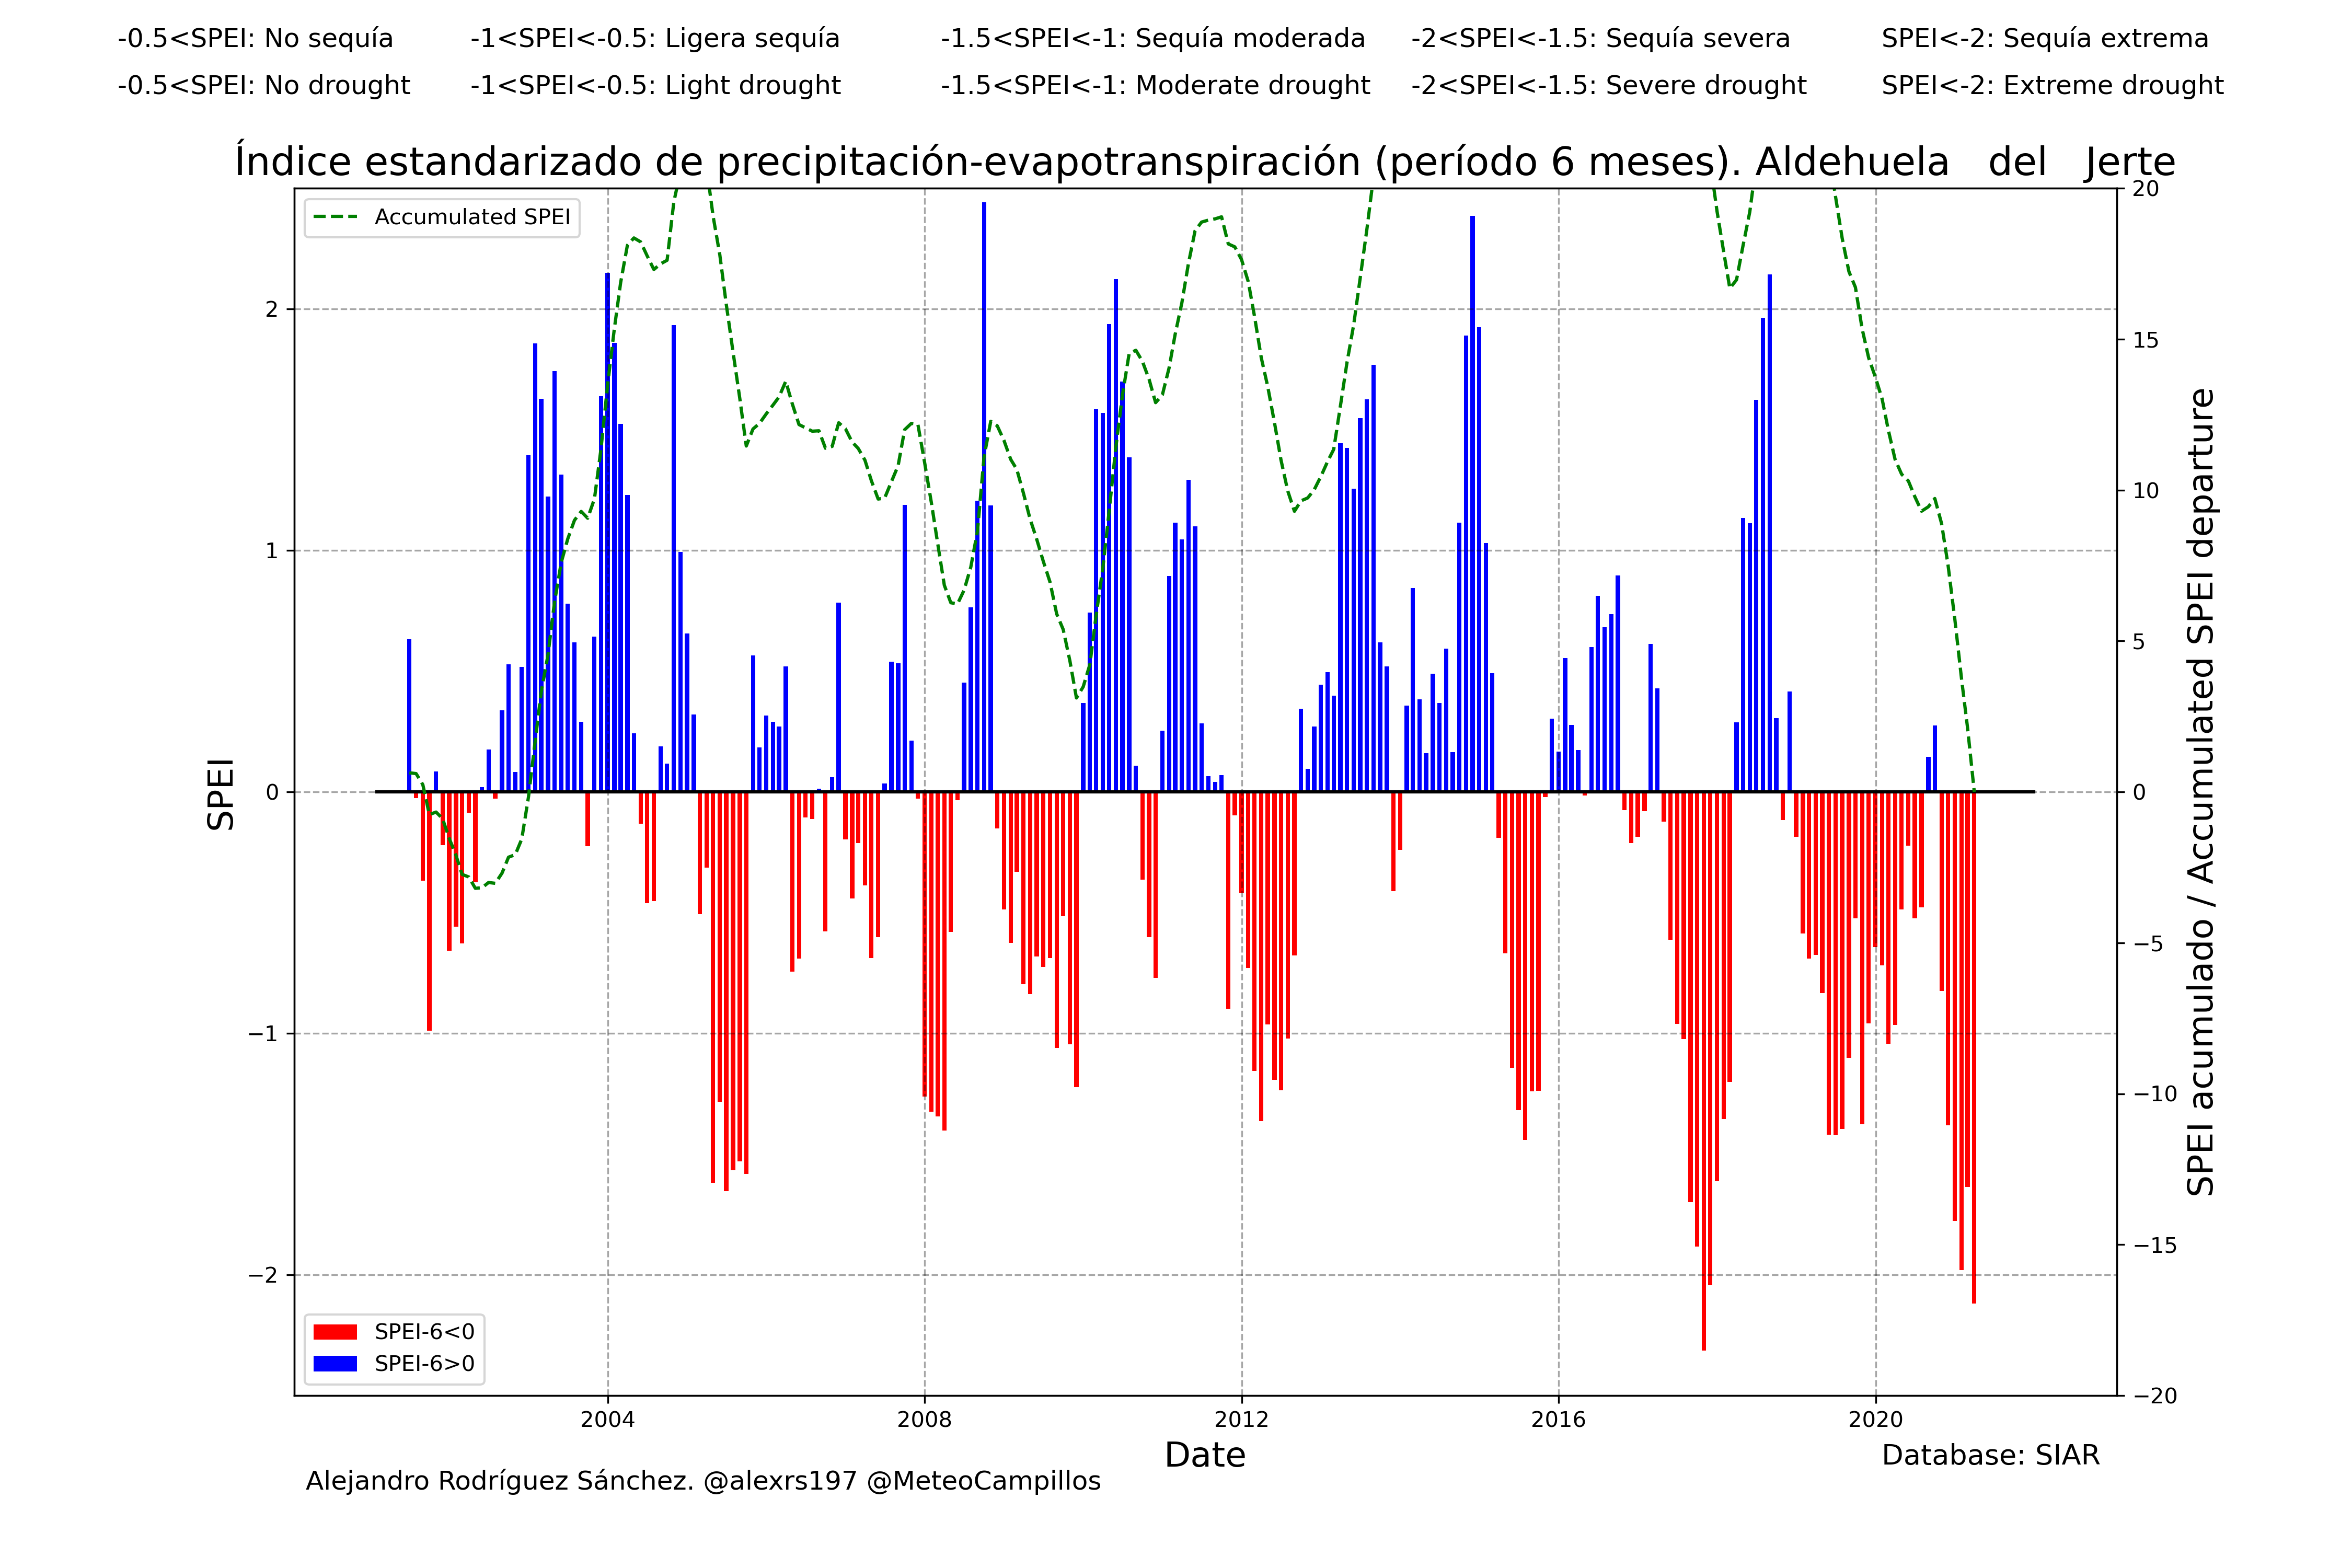 -0.5<SPEI: No sequía -1<SPEI<-0.5: Ligera sequía -1.5<SPEI<-1: Sequía moderada -2<SPEI<-1.5: Sequía severa SPEI<-2: Sequía extrema
-0.5<SPEI: No drought -1<SPEI<-0.5: Light drought -1.5<SPEI<-1: Moderate drought -2<SPEI<-1.5: Severe drought SPEI<-2: Extreme drought
Índice estandarizado de precipitación-evapotranspiración (período 6 meses). Aldehuela del Jerte
Accumulated SPEI
SPEI
2
1
0
−1
−2
20
15
10
5
0
−5
−10
−15
−20
SPEI acumulado / Accumulated SPEI departure
SPEI-6<0
SPEI-6>0
2004 2008 2012 2016 2020
Date
Database: SIAR
Alejandro Rodríguez Sánchez. @alexrs197 @MeteoCampillos